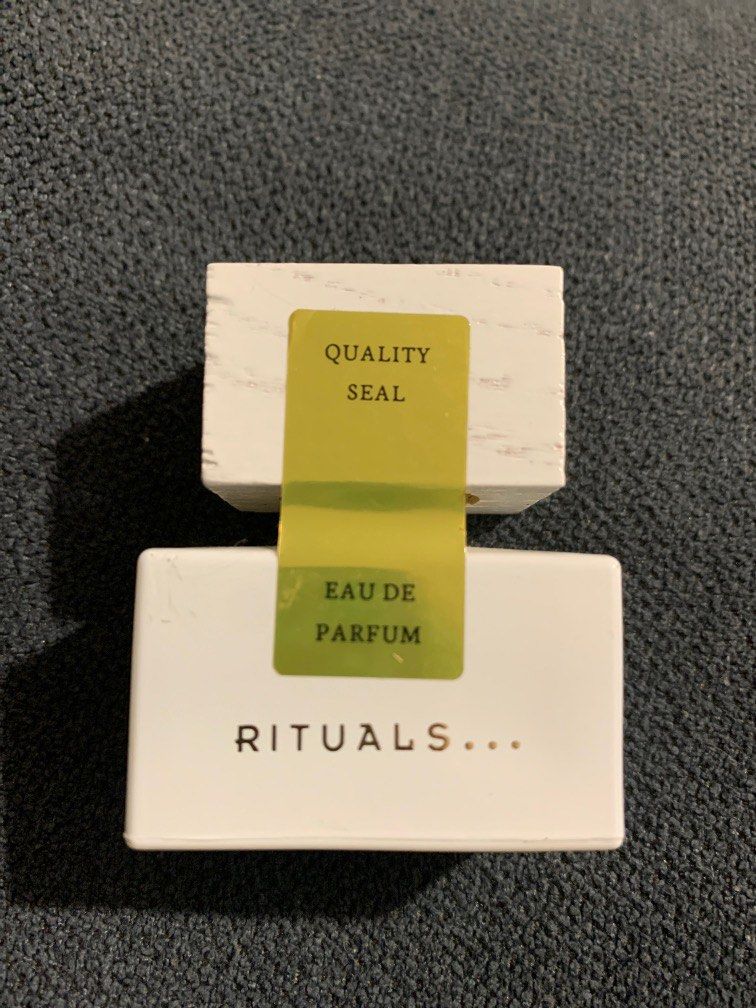 QUALITY
SEAL
EAU DE
PARFUM
RITUALS...